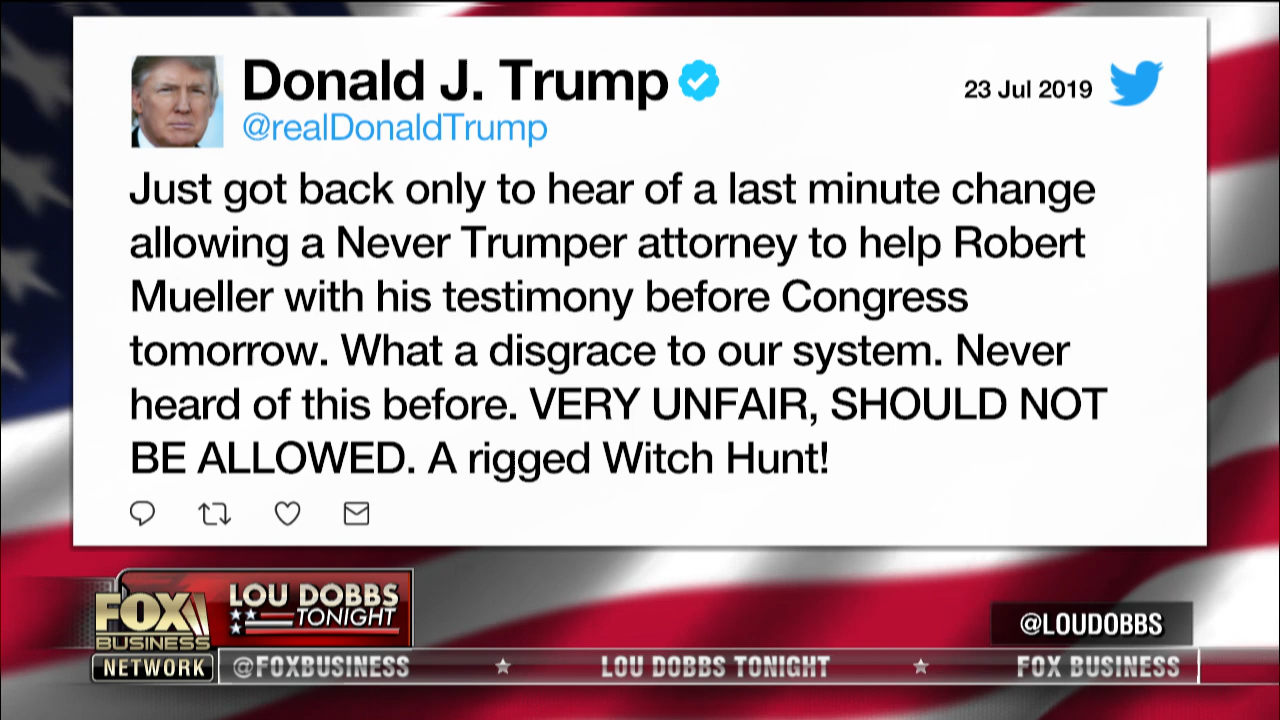 Donald J. Trump
23 Jul 2019
@realDonaldTrump
Just got back only to hear of a last minute change
allowing a Never Trumper attorney to help Robert
Mueller with his testimony before Congress
tomorrow. What a disgrace to our system. Never
heard of this before. VERY UNFAIR, SHOULD NOT
BE ALLOWED. A rigged Witch Hunt!
FOX
BUSINESS
NETWORK
LOU DOBBS
TONIGHT
@LOUDOBBS
@FOXBUSINESS
LOU DOBBS TONIGHT
FOX BUSINESS